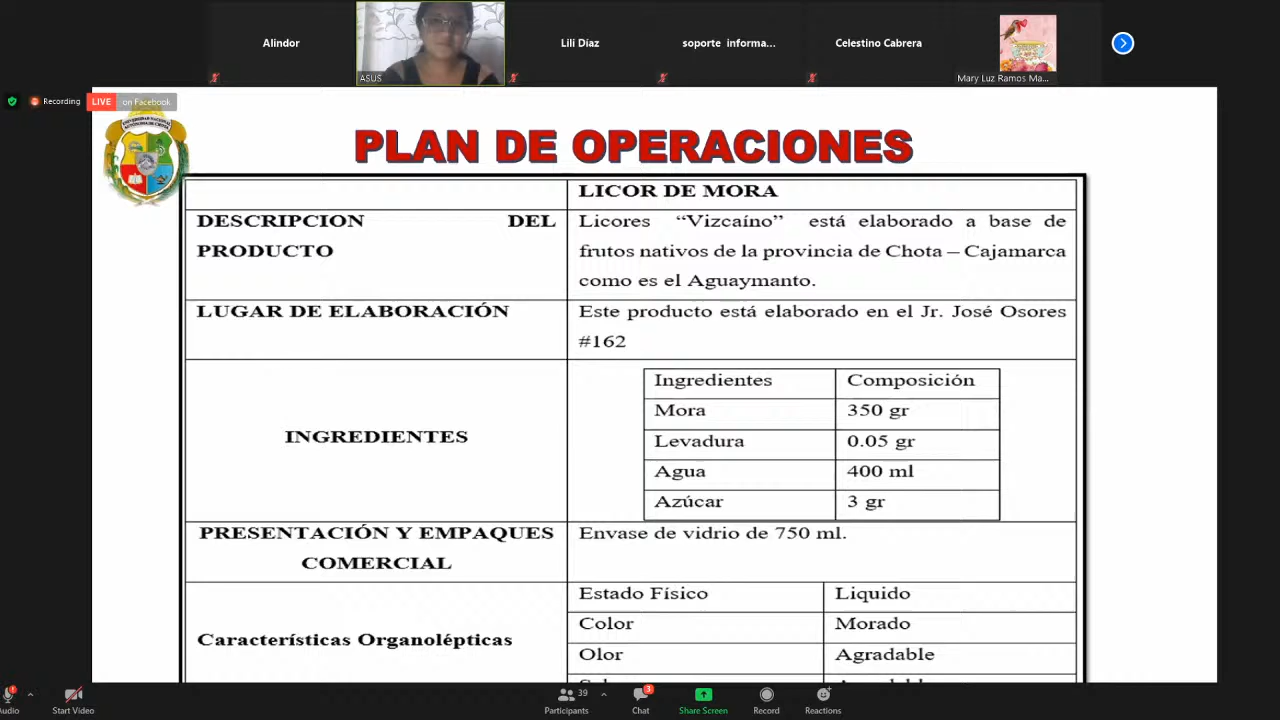 Alindor
ASUS
Lili Díaz
soporte informa...
Celestino Cabrera
Mary Luz Ramos Ma...
Recording
LIVE on Facebook
PLAN DE OPERACIONES
LICOR DE MORA
DESCRIPCION DEL
PRODUCTO
Licores “Vizcaíno” está elaborado a base de
frutos nativos de la provincia de Chota – Cajamarca
como es el Aguaymanto.
LUGAR DE ELABORACIÓN
Este producto está elaborado en el Jr. José Osores
#162
INGREDIENTES
Ingredientes Composición
Mora 350 gr
Levadura 0.05 gr
Agua 400 ml
Azúcar 3 gr
PRESENTACIÓN Y EMPAQUES
COMERCIAL
Envase de vidrio de 750 ml.
Características Organolépticas
Estado Físico Liquido
Color Morado
Olor Agradable
Audio
Start Video
39
Participants
3
Chat
Share Screen
Record
Reactions